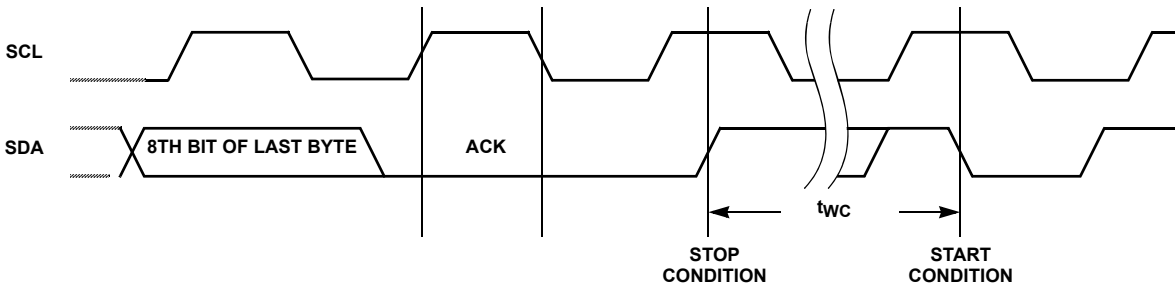 SCL
SDA
8TH BIT OF LAST BYTE
ACK
tWC
STOP
CONDITION
START
CONDITION